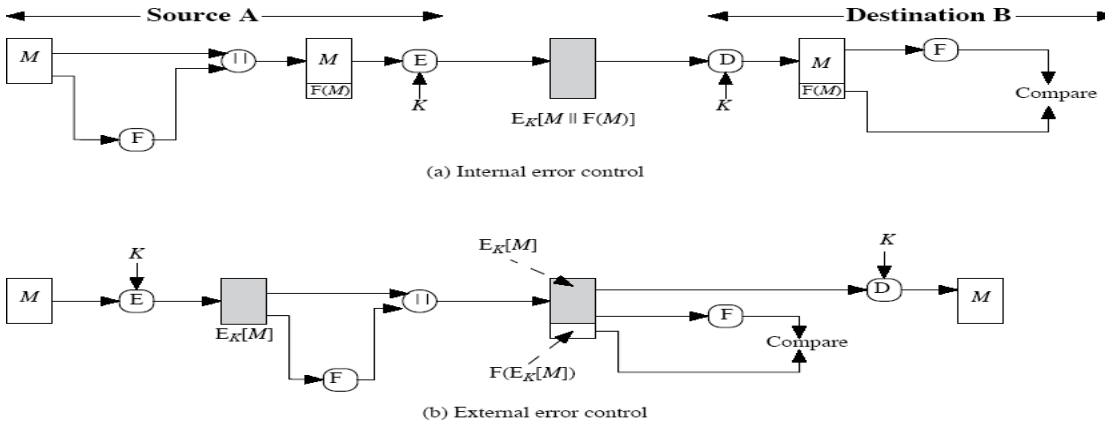 Source A
Destination B
M
F
||
M
F(M)
E
K
E_K[M || F(M)]
D
K
M
F(M)
F
Compare
(a) Internal error control
M
K
E
E_K[M]
F
||
E_K[M]
F(E_K[M])
F
Compare
K
D
M
(b) External error control